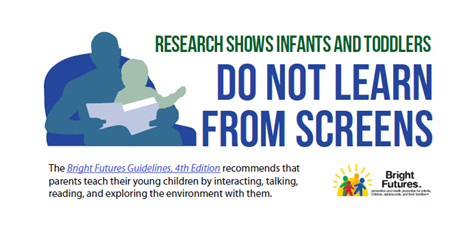 RESEARCH SHOWS INFANTS AND TODDLERS
DO NOT LEARN
FROM SCREENS
The Bright Futures Guidelines, 4th Edition recommends that
parents teach their young children by interacting, talking,
reading, and exploring the environment with them.
Bright
Futures
prevention and health promotion for infants,
children, adolescents, and their families